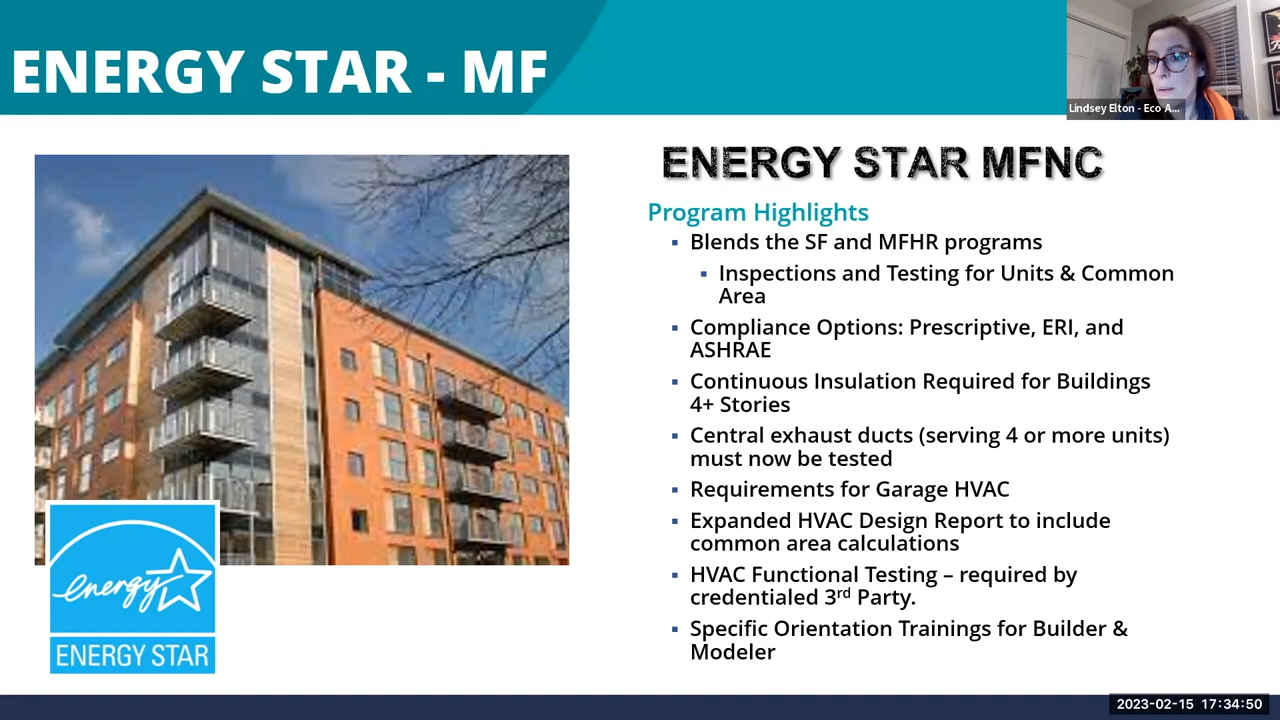 ENERGY STAR - MF
Lindsey Elton - Eco A...
ENERGY STAR MFNC
Program Highlights
▪ Blends the SF and MFHR programs
▪ Inspections and Testing for Units & Common
Area
▪ Compliance Options: Prescriptive, ERI, and
ASHRAE
▪ Continuous Insulation Required for Buildings
4+ Stories
▪ Central exhaust ducts (serving 4 or more units)
must now be tested
▪ Requirements for Garage HVAC
▪ Expanded HVAC Design Report to include
common area calculations
▪ HVAC Functional Testing – required by
credentialed 3rd Party.
▪ Specific Orientation Trainings for Builder &
Modeler
energy
ENERGY STAR
2023-02-15 17:34:50